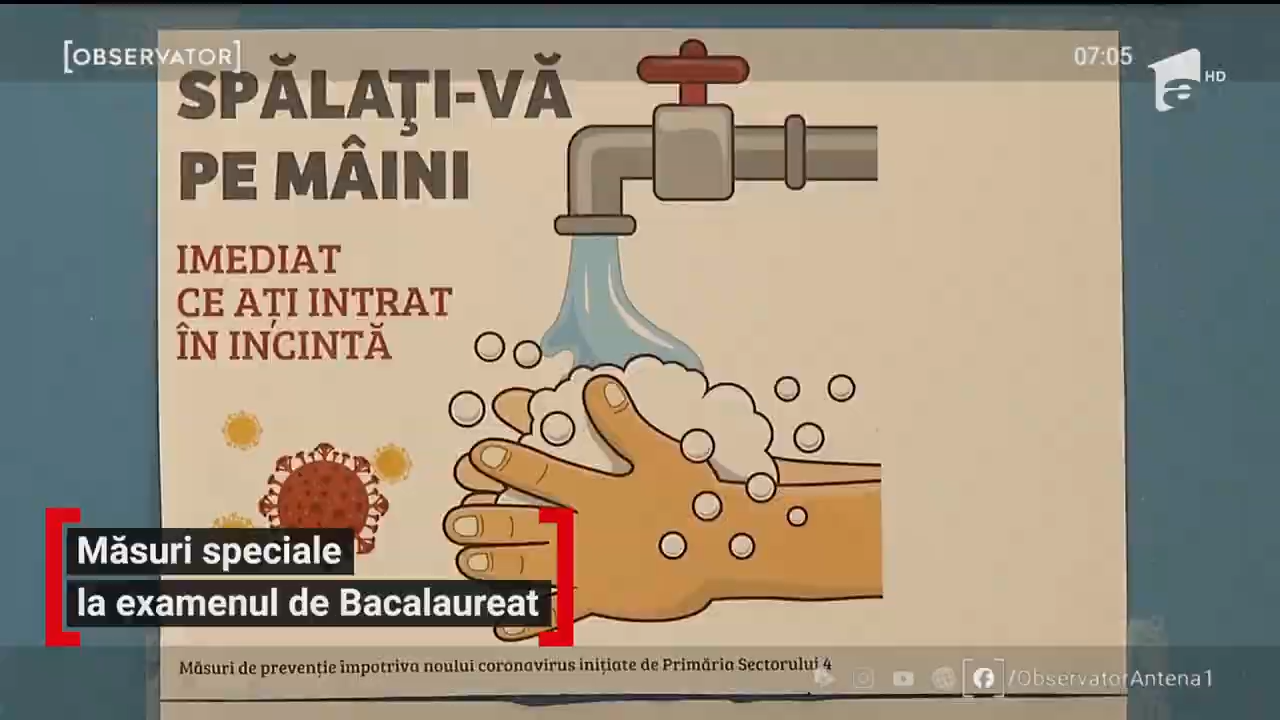 [OBSERVATOR]
07:05
HD
SPĂLAŢI-VĂ
PE MÂINI
IMEDIAT
CE AȚI INTRAT
ÎN INCINTĂ
Măsuri speciale
la examenul de Bacalaureat
Măsuri de prevenție împotriva noului coronavirus inițiate de Primăria Sectorului 4
/ObservatorAntena1